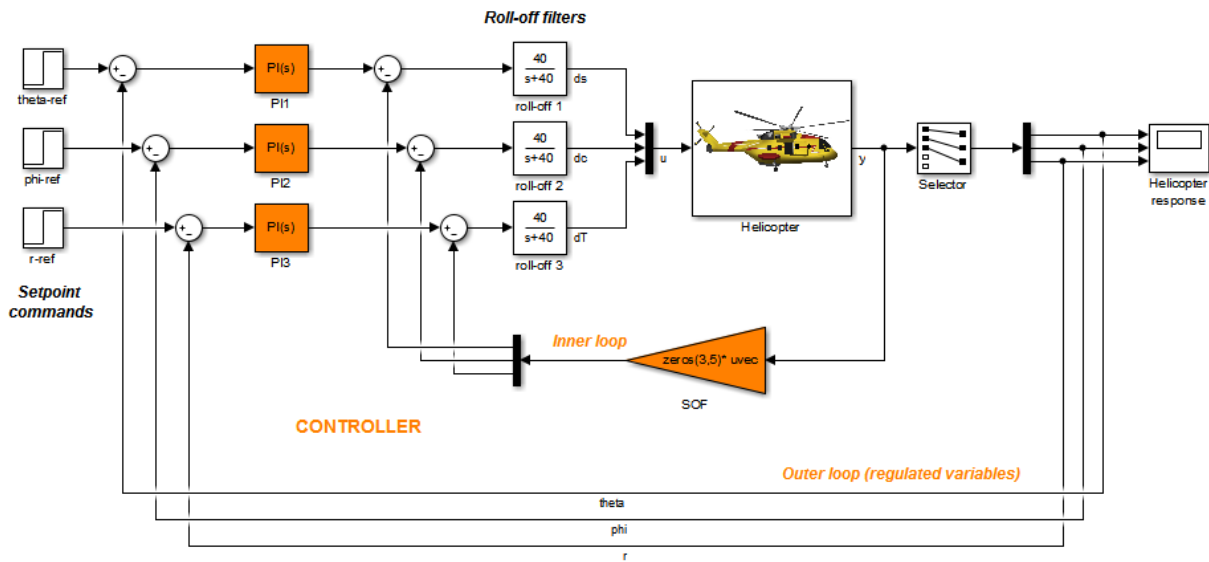 Roll-off filters
+
-
PI(s)
+
-
40
s+40
ds
theta-ref
PI1
roll-off 1
+
-
PI(s)
+
-
40
s+40
dc
u
y
phi-ref
PI2
roll-off 2
Selector
Helicopter
response
+
-
PI(s)
+
-
40
s+40
dT
Helicopter
r-ref
PI3
roll-off 3
Setpoint
commands
Inner loop
zeros(3,5)* uvec
SOF
CONTROLLER
Outer loop (regulated variables)
theta
phi
r